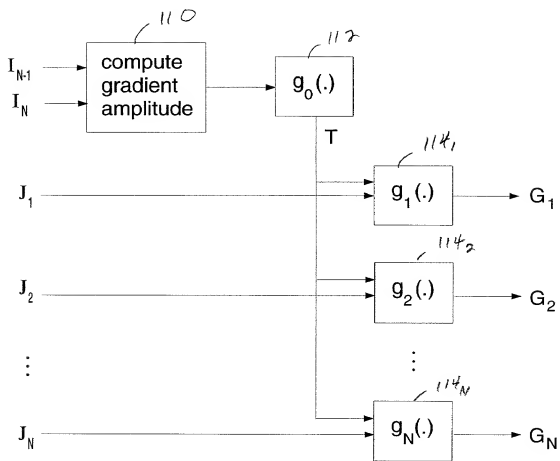 110
112
I_{N-1}
I_N
compute
gradient
amplitude
g_0(.)
T
114_1
J_1
g_1(.)
G_1
114_2
J_2
g_2(.)
G_2
⋮
⋮
114_N
J_N
g_N(.)
G_N